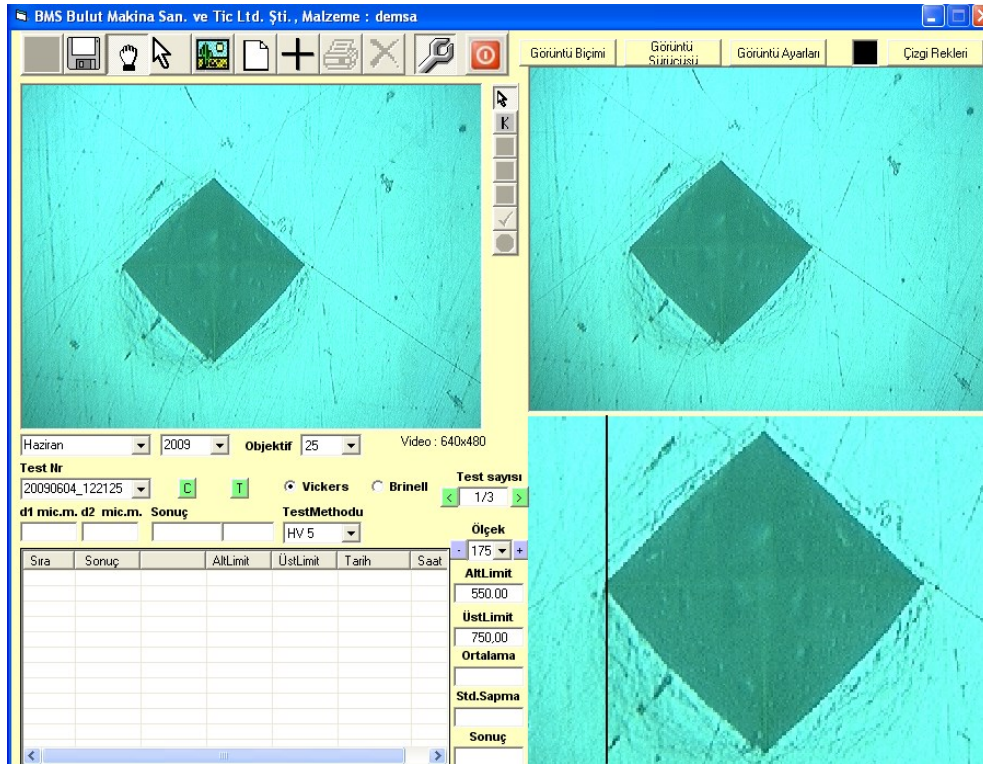 BMS Bulut Makina San. ve Tic Ltd. Şti., Malzeme : demsa
Görüntü Biçimi
Görüntü Sürücüsü
Görüntü Ayarları
Çizgi Rekleri
K
Haziran 2009 Objektif 25 Video : 640x480
Test Nr
20090604_122125 C T Vickers Brinell
Test sayısı
< 1/3 >
d1 mic.m. d2 mic.m. Sonuç TestMethodu
HV 5
Ölçek
- 175 +
Sıra Sonuç AltLimit ÜstLimit Tarih Saat
AltLimit
550.00
ÜstLimit
750,00
Ortalama
Std.Sapma
Sonuç